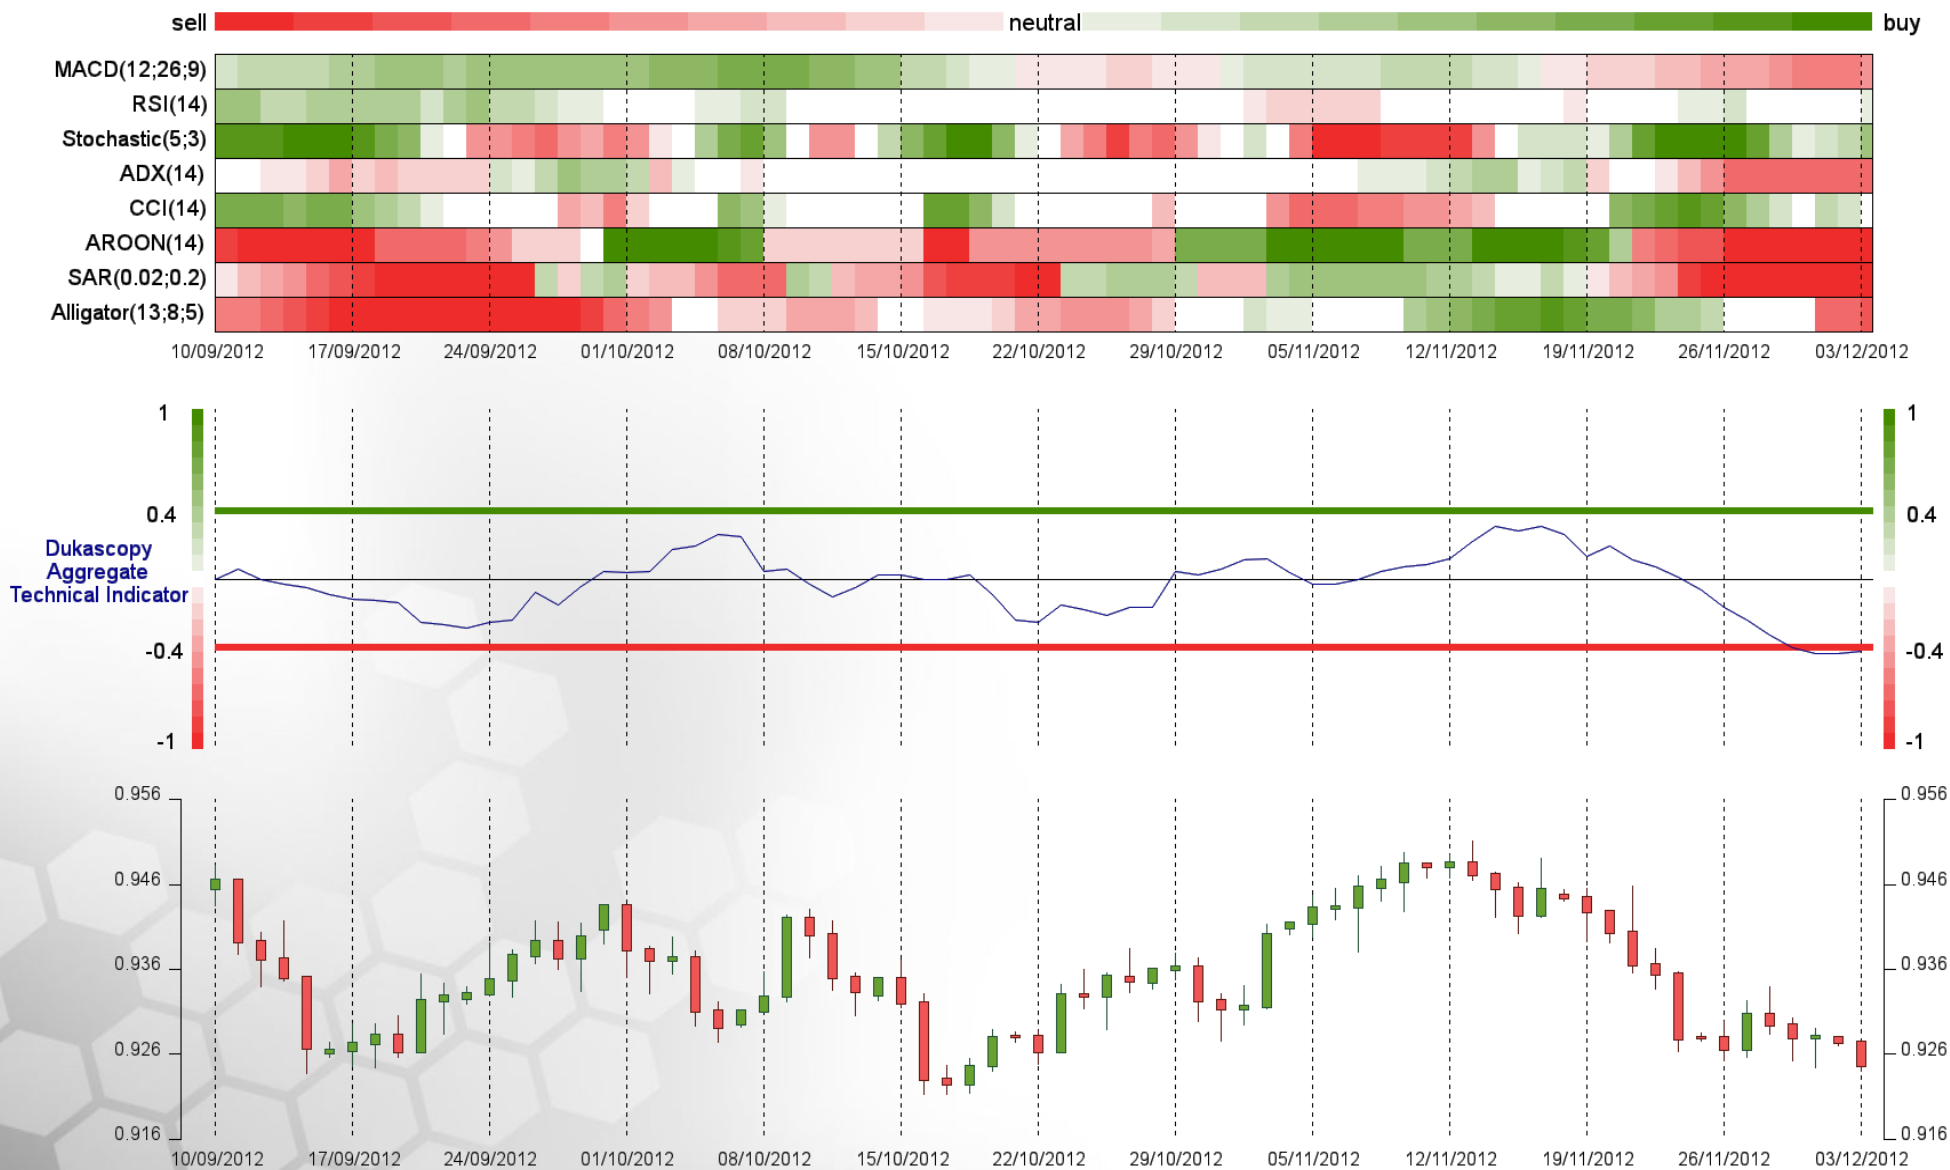 sell neutral buy
MACD(12;26;9)
RSI(14)
Stochastic(5;3)
ADX(14)
CCI(14)
AROON(14)
SAR(0.02;0.2)
Alligator(13;8;5)
10/09/2012 17/09/2012 24/09/2012 01/10/2012 08/10/2012 15/10/2012 22/10/2012 29/10/2012 05/11/2012 12/11/2012 19/11/2012 26/11/2012 03/12/2012
1 1
0.4 0.4
Dukascopy
Aggregate
Technical Indicator
-0.4 -0.4
-1 -1
0.956 0.956
0.946 0.946
0.936 0.936
0.926 0.926
0.916 0.916
10/09/2012 17/09/2012 24/09/2012 01/10/2012 08/10/2012 15/10/2012 22/10/2012 29/10/2012 05/11/2012 12/11/2012 19/11/2012 26/11/2012 03/12/2012